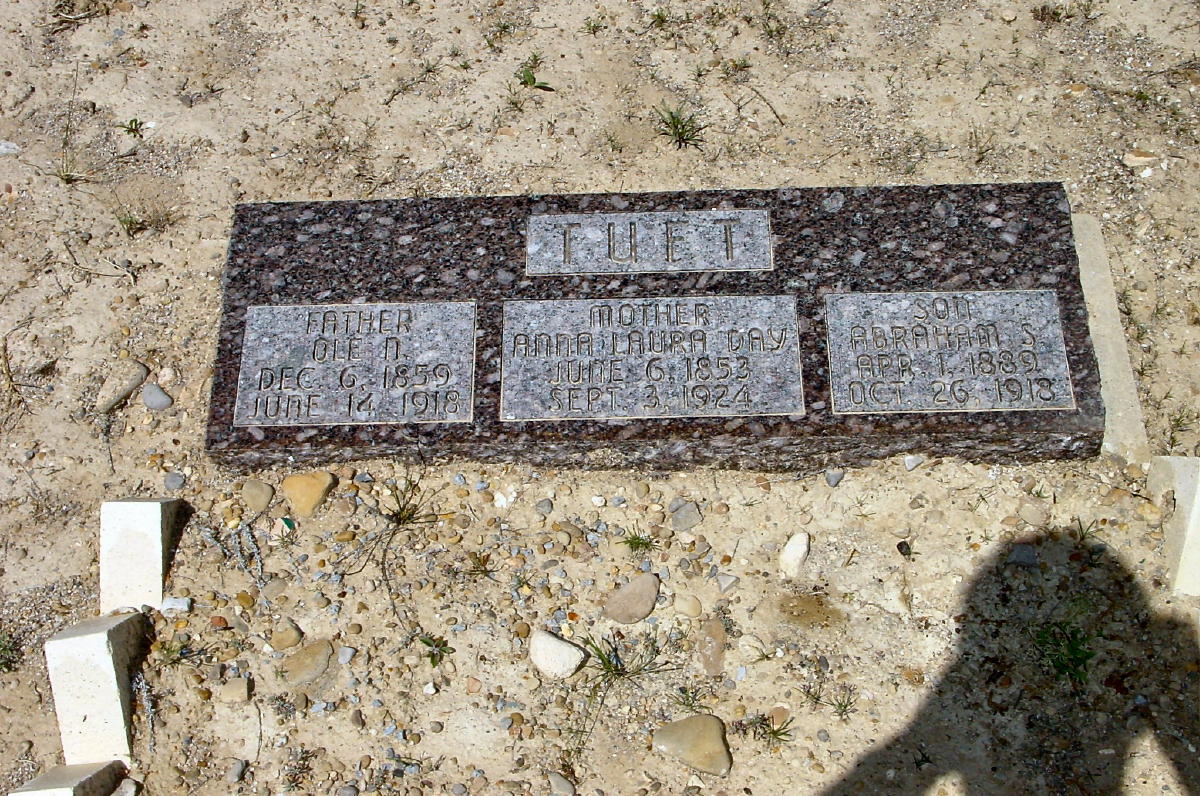 TUFT
FATHER
OLE N.
DEC. 6, 1859
JUNE 14, 1918
MOTHER
ANNA LAURA DAY
JUNE 6, 1853
SEPT. 3, 1924
SON
ABRAHAM S.
APR. 1, 1889
OCT. 26, 1918